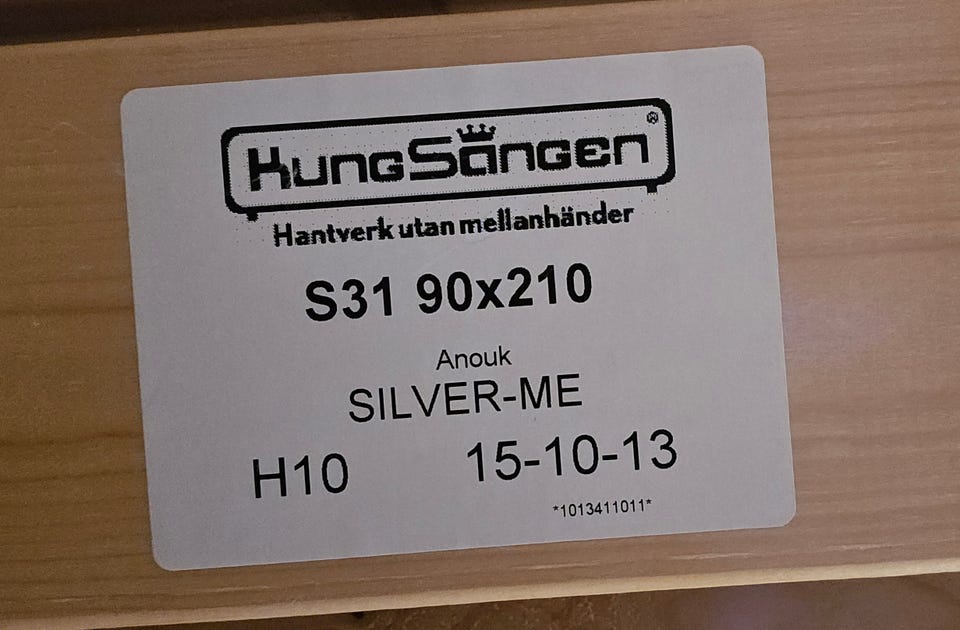 KungSängen®
Hantverk utan mellanhänder
S31 90x210
Anouk
SILVER-ME
H10 15-10-13
*1013411011*